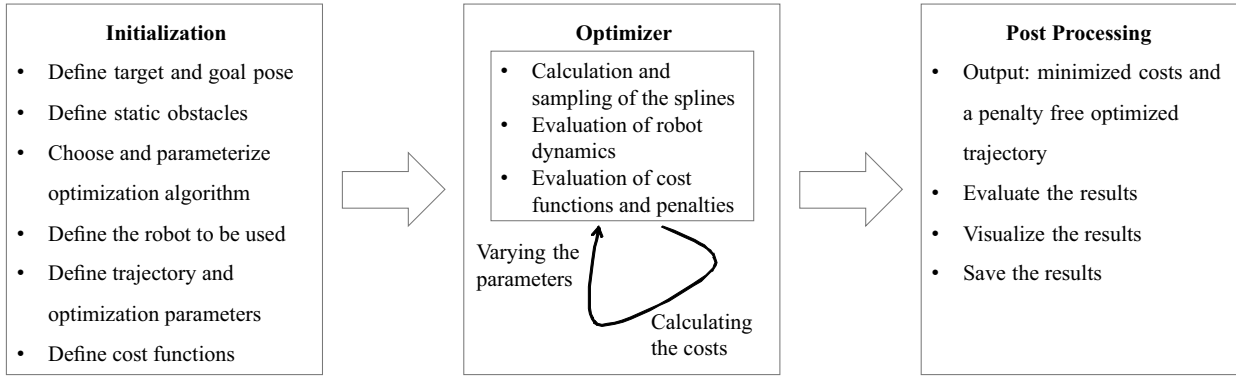 Initialization
• Define target and goal pose
• Define static obstacles
• Choose and parameterize
optimization algorithm
• Define the robot to be used
• Define trajectory and
optimization parameters
• Define cost functions
Optimizer
• Calculation and
sampling of the splines
• Evaluation of robot
dynamics
• Evaluation of cost
functions and penalties
Varying the
parameters
Calculating
the costs
Post Processing
• Output: minimized costs and
a penalty free optimized
trajectory
• Evaluate the results
• Visualize the results
• Save the results